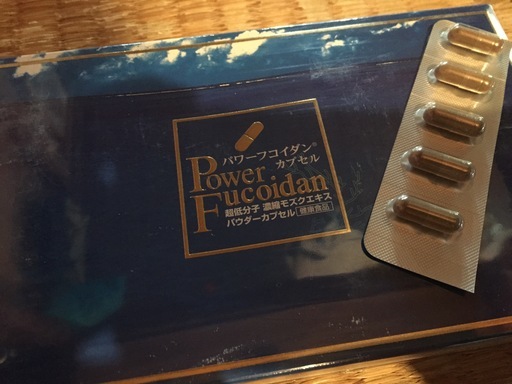 パワーフコイダン®
カプセル
Power
Fucoidan
超低分子 濃縮モズクエキス
パウダーカプセル 健康食品